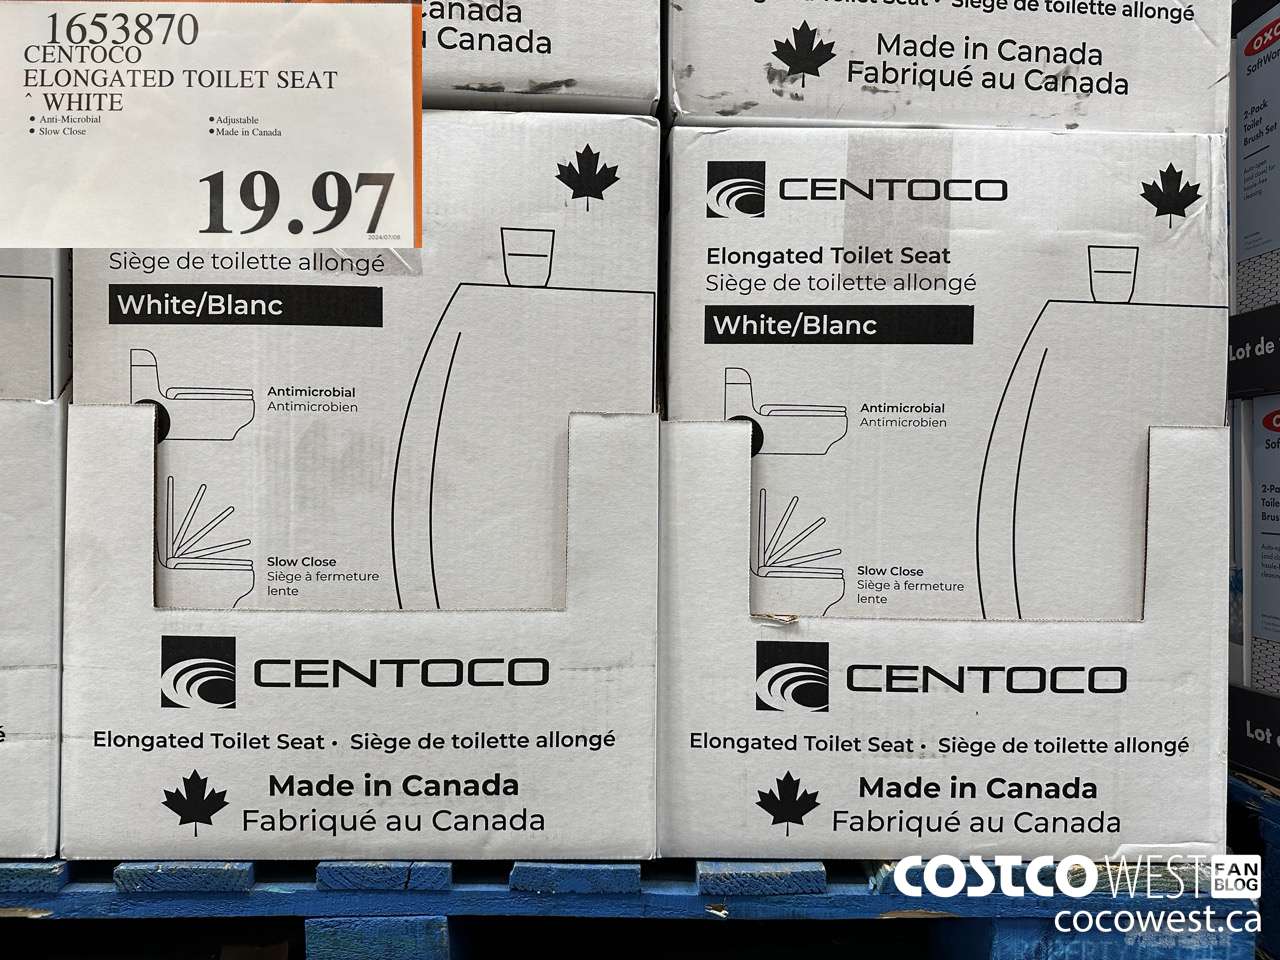 1653870
CENTOCO
ELONGATED TOILET SEAT
^ WHITE
• Anti-Microbial
• Slow Close
• Adjustable
• Made in Canada
19.97
2024/07/08
Canada
Canada
Siège de toilette allongé
Made in Canada
Fabriqué au Canada
Siège de toilette allongé
White/Blanc
Antimicrobial
Antimicrobien
Slow Close
Siège à fermeture
lente
CENTOCO
Elongated Toilet Seat • Siège de toilette allongé
Made in Canada
Fabriqué au Canada
CENTOCO
Elongated Toilet Seat
Siège de toilette allongé
White/Blanc
Antimicrobial
Antimicrobien
Slow Close
Siège à fermeture
lente
CENTOCO
Elongated Toilet Seat • Siège de toilette allongé
Made in Canada
Fabriqué au Canada
OXO
2-Pack
Toilet
Brush Set
Lot de
Lot
COSTCO WEST FAN
BLOG
cocowest.ca